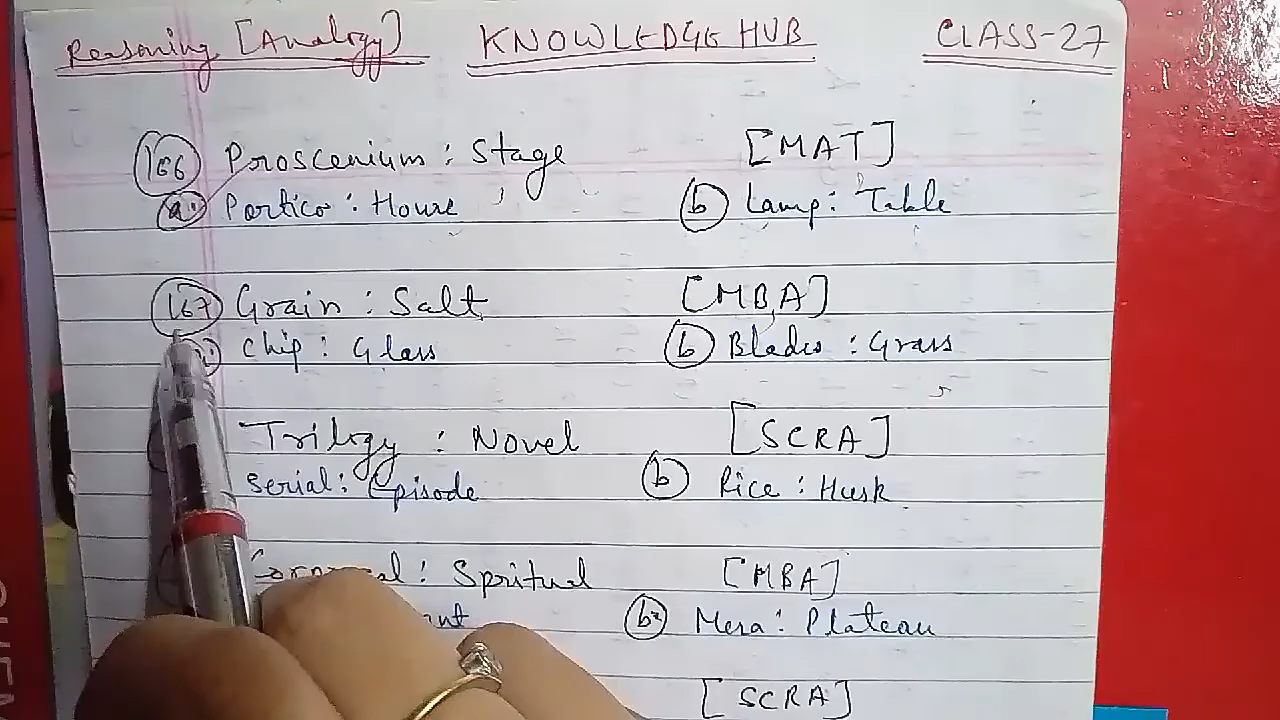 Reasoning [Analogy] KNOWLEDGE HUB CLASS-27
166 Proscenium : Stage [MAT]
a. Portico : House b Lamp : Table
167 Grain : Salt [MBA]
Chip : Glass b Blades : Grass
Trilogy : Novel [SCRA]
Serial : Episode b Rice : Husk
: Spritual [MBA]
b. Mesa : Plateau
[SCRA]